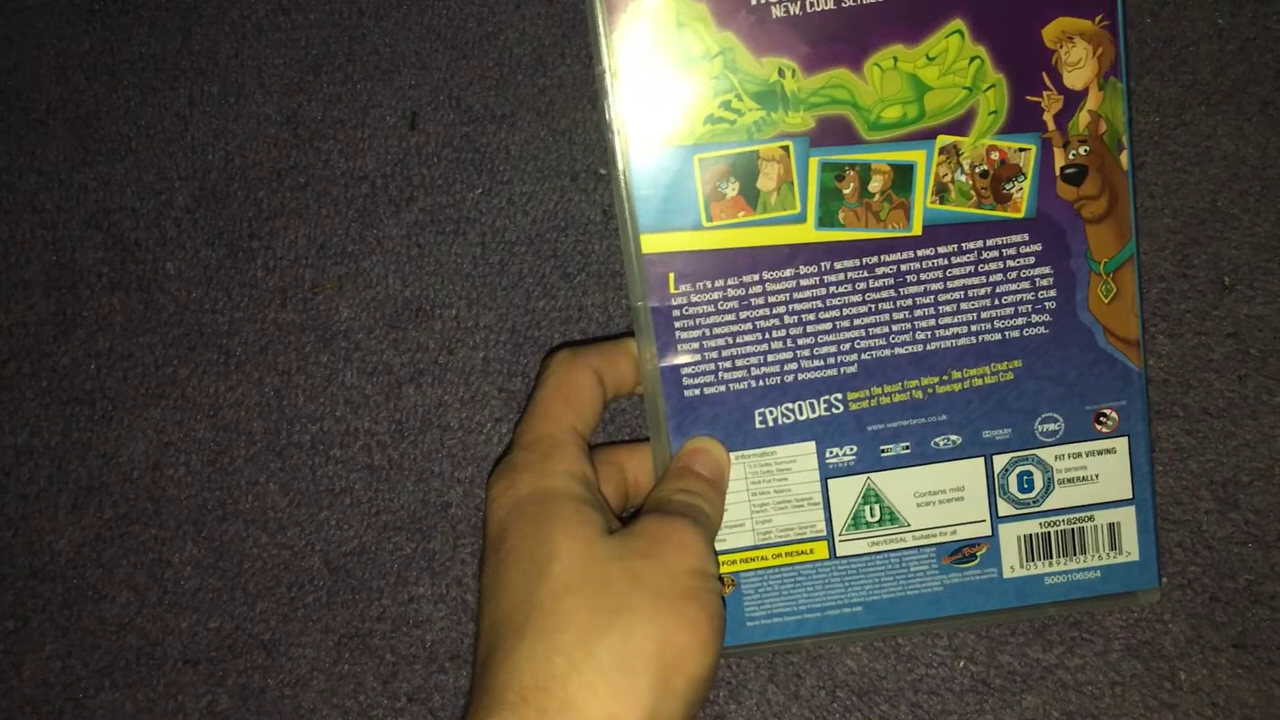 NEW, COOL SERIES
LIKE, IT'S AN ALL-NEW SCOOBY-DOO TV SERIES FOR FAMILIES WHO WANT THEIR MYSTERIES
LIKE SCOOBY-DOO AND SHAGGY WANT THEIR PIZZA...SPICY WITH EXTRA SAUCE! JOIN THE GANG
IN CRYSTAL COVE – THE MOST HAUNTED PLACE ON EARTH – TO SOLVE CREEPY CASES PACKED
WITH FEARSOME SPOOKS AND FRIGHTS, EXCITING CHASES, TERRIFYING SURPRISES AND, OF COURSE,
FREDDY'S INGENIOUS TRAPS. BUT THE GANG DOESN'T FALL FOR THAT GHOST STUFF ANYMORE. THEY
KNOW THERE'S ALWAYS A BAD GUY BEHIND THE MONSTER SUIT. UNTIL THEY RECEIVE A CRYPTIC CLUE
FROM THE MYSTERIOUS MR. E, WHO CHALLENGES THEM WITH THEIR GREATEST MYSTERY YET – TO
UNCOVER THE SECRET BEHIND THE CURSE OF CRYSTAL COVE! GET TRAPPED WITH SCOOBY-DOO,
SHAGGY, FREDDY, DAPHNE AND VELMA IN FOUR ACTION-PACKED ADVENTURES FROM THE COOL,
NEW SHOW THAT'S A LOT OF DOGGONE FUN!
EPISODES
Beware the Beast from Below The Creeping Creatures
Secret of the Ghost Rig Revenge of the Man Crab
www.warnerbros.co.uk
DVD
VIDEO
DOLBY
VPRC
information
English
FOR RENTAL OR RESALE
U
Contains mild
scary scenes
UNIVERSAL Suitable for all
G
FIT FOR VIEWING
by persons
GENERALLY
1000182606
5 051892 027632 >
5000106564